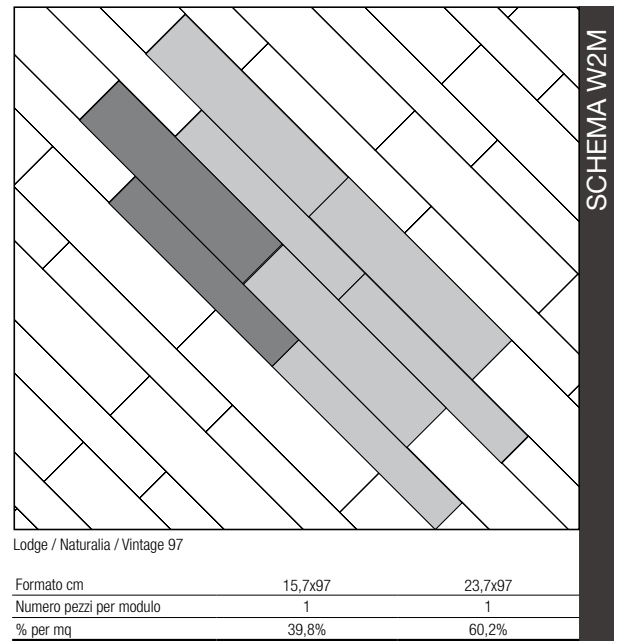 SCHEMA W2M
Lodge / Naturalia / Vintage 97
Formato cm 15,7x97 23,7x97
Numero pezzi per modulo 1 1
% per mq 39,8% 60,2%